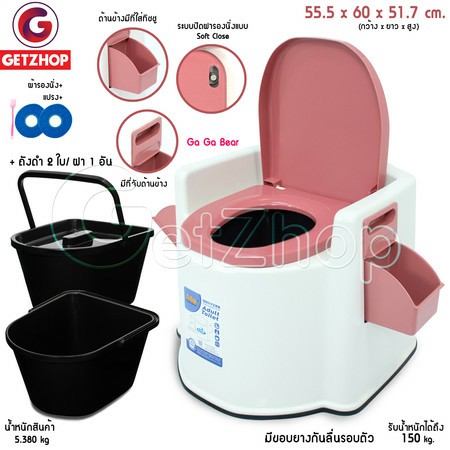 GETZHOP
ด้านข้างมีที่ใส่ทิชชู
ระบบปิดฝารองนั่งแบบ
Soft Close
55.5 x 60 x 51.7 cm.
(กว้าง x ยาว x สูง)
ผ้ารองนั่ง+
แปรง+
Ga Ga Bear
+ ถังดำ 2 ใบ/ ฝา 1 อัน
มีที่จับด้านข้าง
GetZhop
Adult
Toilet
น้ำหนักสินค้า
5.380 kg
มีขอบยางกันลื่นรอบตัว
รับน้ำหนักได้ถึง
150 kg.